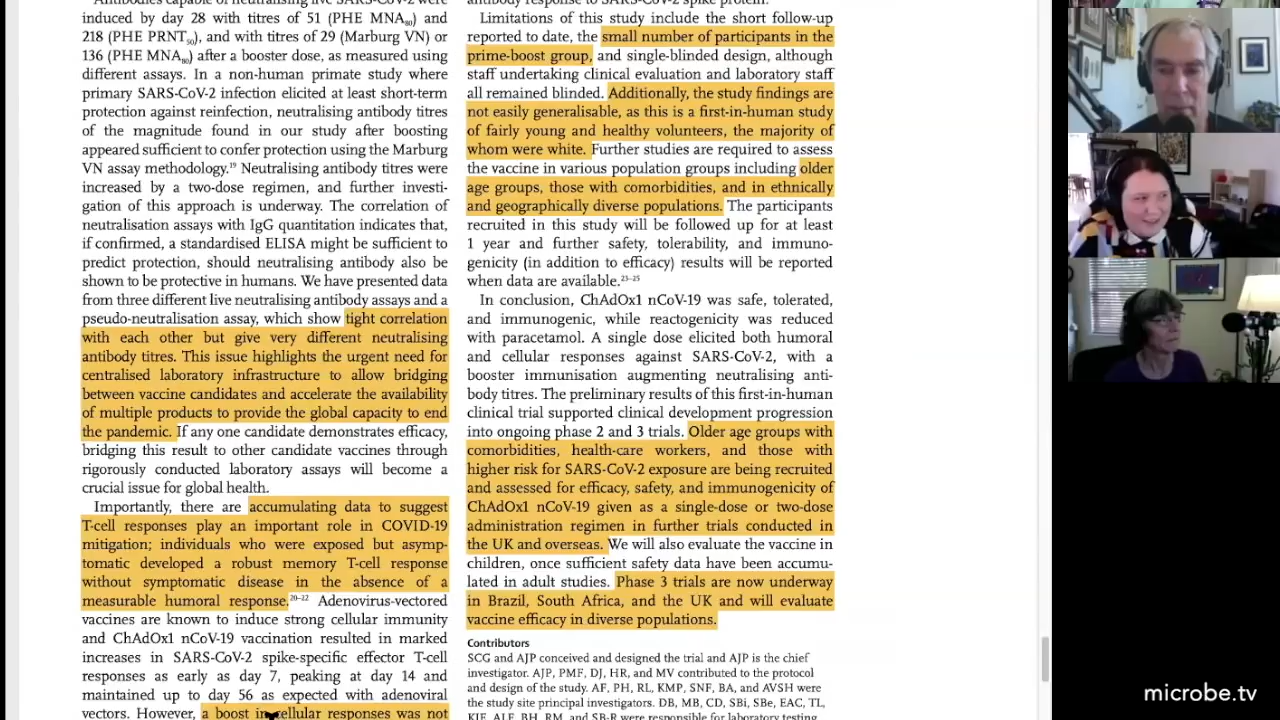 Antibodies capable of neutralising live SARS-CoV-2 were
induced by day 28 with titres of 51 (PHE MNA80) and
218 (PHE PRNT50), and with titres of 29 (Marburg VN) or
136 (PHE MNA80) after a booster dose, as measured using
different assays. In a non-human primate study where
primary SARS-CoV-2 infection elicited at least short-term
protection against reinfection, neutralising antibody titres
of the magnitude found in our study after boosting
appeared sufficient to confer protection using the Marburg
VN assay methodology.19 Neutralising antibody titres were
increased by a two-dose regimen, and further investi-
gation of this approach is underway. The correlation of
neutralisation assays with IgG quantitation indicates that,
if confirmed, a standardised ELISA might be sufficient to
predict protection, should neutralising antibody also be
shown to be protective in humans. We have presented data
from three different live neutralising antibody assays and a
pseudo-neutralisation assay, which show tight correlation
with each other but give very different neutralising
antibody titres. This issue highlights the urgent need for
centralised laboratory infrastructure to allow bridging
between vaccine candidates and accelerate the availability
of multiple products to provide the global capacity to end
the pandemic. If any one candidate demonstrates efficacy,
bridging this result to other candidate vaccines through
rigorously conducted laboratory assays will become a
crucial issue for global health.
Importantly, there are accumulating data to suggest
T-cell responses play an important role in COVID-19
mitigation; individuals who were exposed but asymp-
tomatic developed a robust memory T-cell response
without symptomatic disease in the absence of a
measurable humoral response.20–22 Adenovirus-vectored
vaccines are known to induce strong cellular immunity
and ChAdOx1 nCoV-19 vaccination resulted in marked
increases in SARS-CoV-2 spike-specific effector T-cell
responses as early as day 7, peaking at day 14 and
maintained up to day 56 as expected with adenoviral
vectors. However, a boost in cellular responses was not
antibody response to SARS-CoV-2 spike protein.
Limitations of this study include the short follow-up
reported to date, the small number of participants in the
prime-boost group, and single-blinded design, although
staff undertaking clinical evaluation and laboratory staff
all remained blinded. Additionally, the study findings are
not easily generalisable, as this is a first-in-human study
of fairly young and healthy volunteers, the majority of
whom were white. Further studies are required to assess
the vaccine in various population groups including older
age groups, those with comorbidities, and in ethnically
and geographically diverse populations. The participants
recruited in this study will be followed up for at least
1 year and further safety, tolerability, and immuno-
genicity (in addition to efficacy) results will be reported
when data are available.23–25
In conclusion, ChAdOx1 nCoV-19 was safe, tolerated,
and immunogenic, while reactogenicity was reduced
with paracetamol. A single dose elicited both humoral
and cellular responses against SARS-CoV-2, with a
booster immunisation augmenting neutralising anti-
body titres. The preliminary results of this first-in-human
clinical trial supported clinical development progression
into ongoing phase 2 and 3 trials. Older age groups with
comorbidities, health-care workers, and those with
higher risk for SARS-CoV-2 exposure are being recruited
and assessed for efficacy, safety, and immunogenicity of
ChAdOx1 nCoV-19 given as a single-dose or two-dose
administration regimen in further trials conducted in
the UK and overseas. We will also evaluate the vaccine in
children, once sufficient safety data have been accumu-
lated in adult studies. Phase 3 trials are now underway
in Brazil, South Africa, and the UK and will evaluate
vaccine efficacy in diverse populations.
Contributors
SCG and AJP conceived and designed the trial and AJP is the chief
investigator. AJP, PMF, DJ, HR, and MV contributed to the protocol
and design of the study. AF, PH, RL, KMP, SNF, BA, and AVSH were
the study site principal investigators. DB, MB, CD, SBi, SBe, EAC, TL,
KJE, ALF, BH, RM, and SB-R were responsible for laboratory testing,
microbe.tv